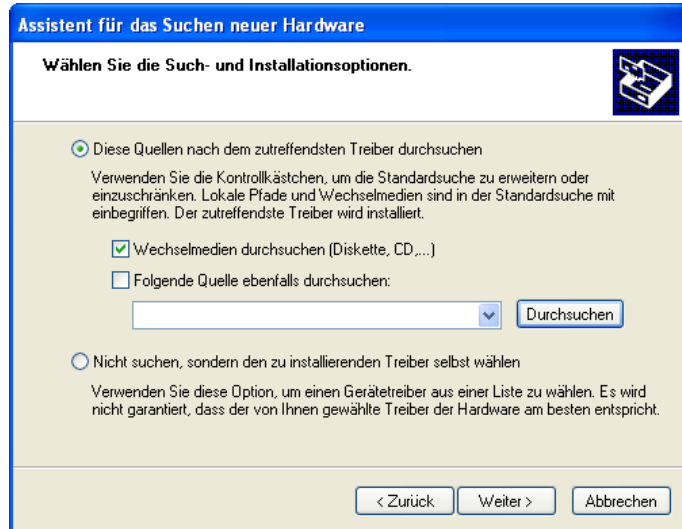 Assistent für das Suchen neuer Hardware
Wählen Sie die Such- und Installationsoptionen.
Diese Quellen nach dem zutreffendsten Treiber durchsuchen
Verwenden Sie die Kontrollkästchen, um die Standardsuche zu erweitern oder
einzuschränken. Lokale Pfade und Wechselmedien sind in der Standardsuche mit
einbegriffen. Der zutreffendste Treiber wird installiert.
Wechselmedien durchsuchen (Diskette, CD,...)
Folgende Quelle ebenfalls durchsuchen:
Durchsuchen
Nicht suchen, sondern den zu installierenden Treiber selbst wählen
Verwenden Sie diese Option, um einen Gerätetreiber aus einer Liste zu wählen. Es wird
nicht garantiert, dass der von Ihnen gewählte Treiber der Hardware am besten entspricht.
< Zurück Weiter > Abbrechen